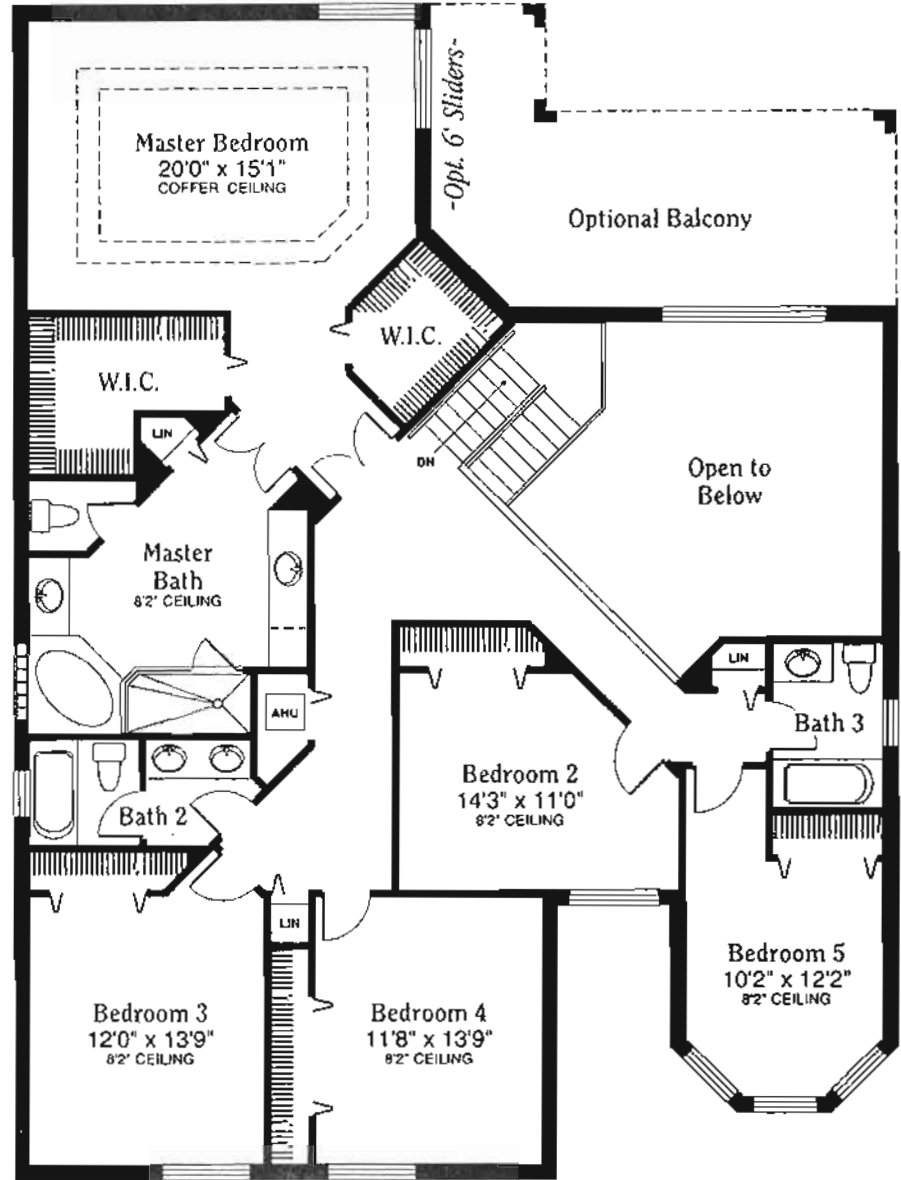 Master Bedroom
20'0" x 15'1"
COFFER CEILING
-Opt. 6' Sliders-
Optional Balcony
W.I.C.
W.I.C.
LIN
DN
Open to
Below
Master
Bath
8'2" CEILING
LIN
AHU
Bath 3
Bedroom 2
14'3" x 11'0"
8'2" CEILING
Bath 2
LIN
Bedroom 5
10'2" x 12'2"
8'2" CEILING
Bedroom 3
12'0" x 13'9"
8'2" CEILING
Bedroom 4
11'8" x 13'9"
8'2" CEILING